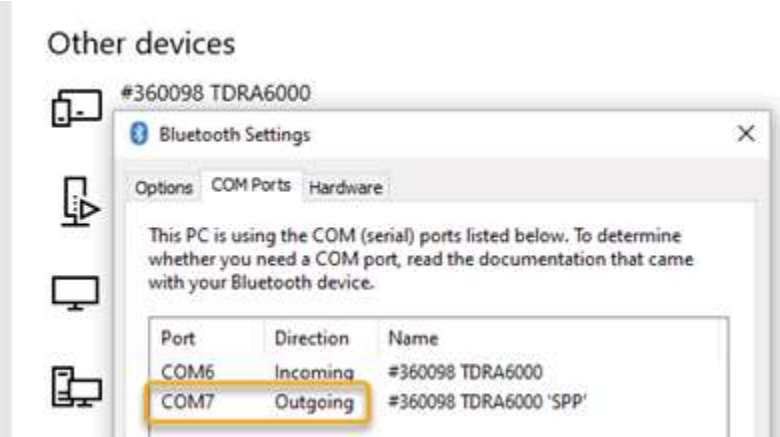 Other devices
#360098 TDRA6000
Bluetooth Settings
Options COM Ports Hardware
This PC is using the COM (serial) ports listed below. To determine
whether you need a COM port, read the documentation that came
with your Bluetooth device.
Port Direction Name
COM6 Incoming #360098 TDRA6000
COM7 Outgoing #360098 TDRA6000 'SPP'